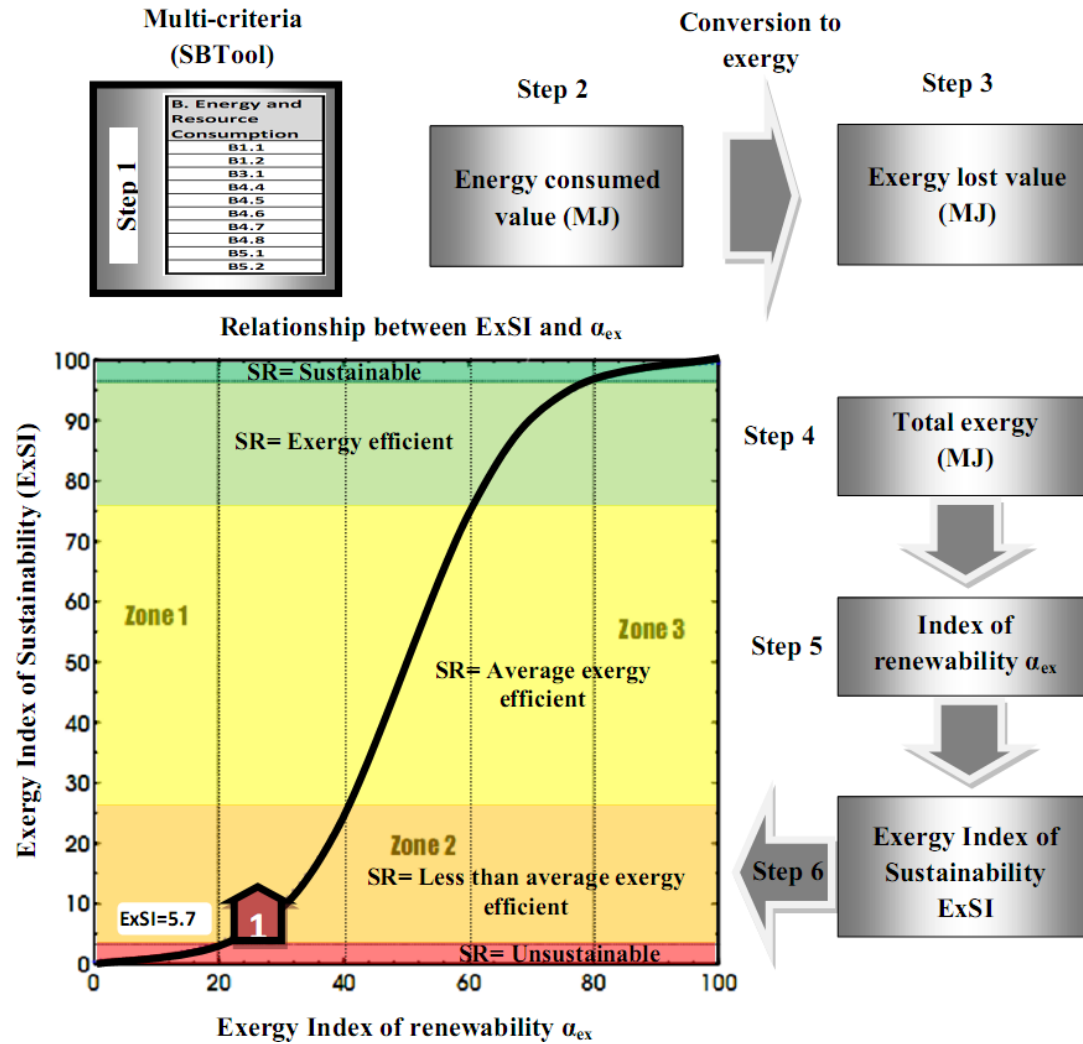 Multi-criteria
(SBTool)
Step 1
B. Energy and
Resource
Consumption
B1.1
B1.2
B3.1
B4.4
B4.5
B4.6
B4.7
B4.8
B5.1
B5.2
Step 2
Energy consumed
value (MJ)
Conversion to
exergy
Step 3
Exergy lost value
(MJ)
Relationship between ExSI and αex
Exergy Index of Sustainability (ExSI)
100
90
80
70
60
50
40
30
20
10
0
SR= Sustainable
SR= Exergy efficient
Zone 1
Zone 3
SR= Average exergy
efficient
Zone 2
SR= Less than average exergy
efficient
ExSI=5.7
1
SR= Unsustainable
0
20
40
60
80
100
Exergy Index of renewability αex
Step 4
Total exergy
(MJ)
Step 5
Index of
renewability αex
Step 6
Exergy Index of
Sustainability
ExSI